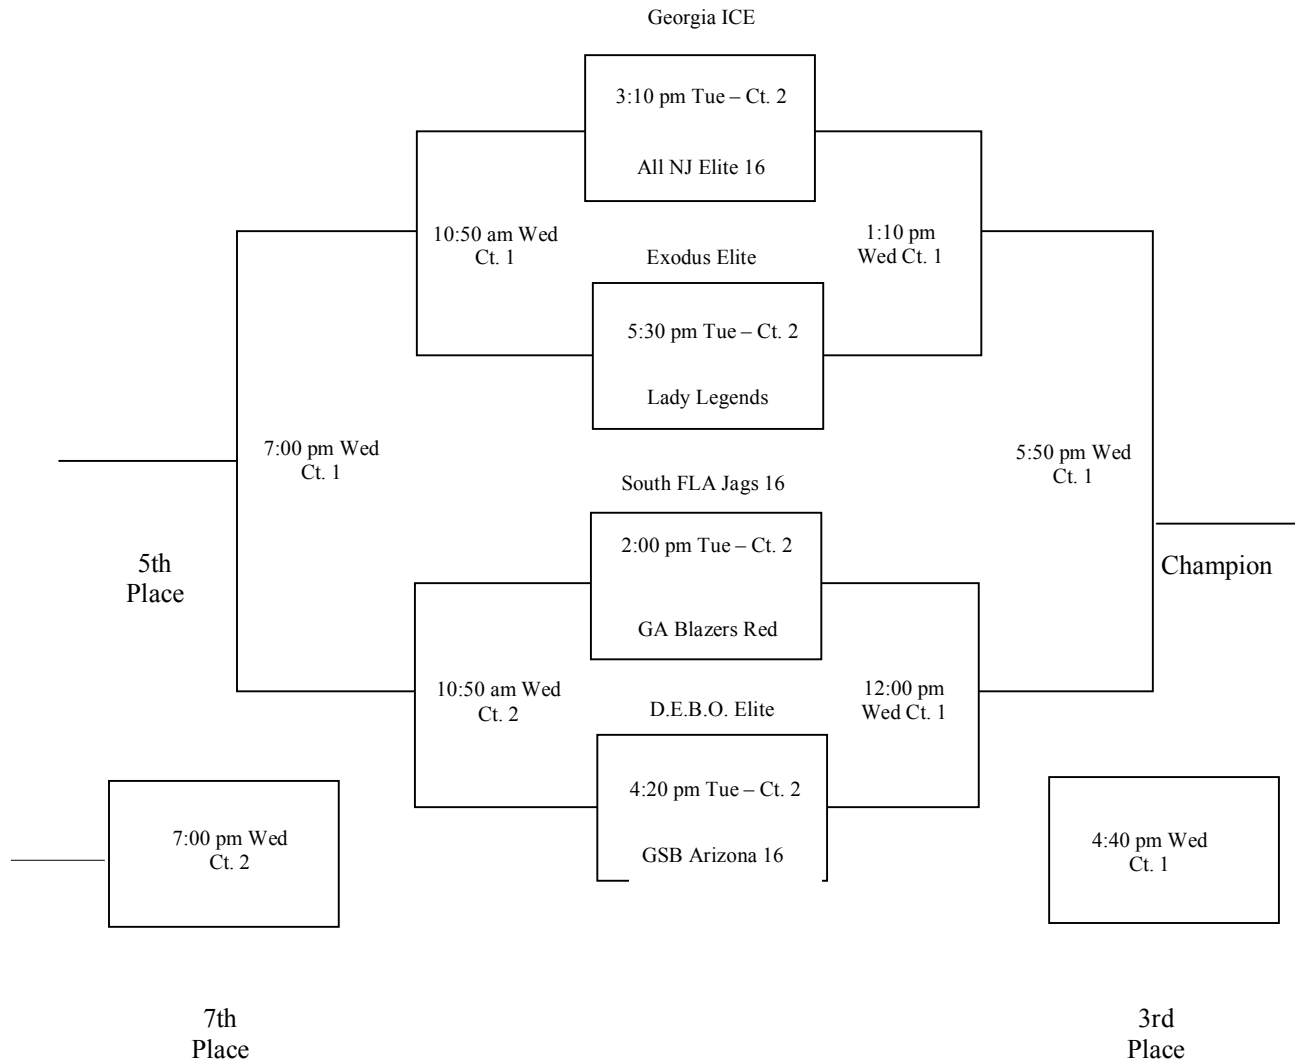 Georgia ICE
3:10 pm Tue – Ct. 2
All NJ Elite 16
10:50 am Wed
Ct. 1
Exodus Elite
1:10 pm
Wed Ct. 1
5:30 pm Tue – Ct. 2
Lady Legends
7:00 pm Wed
Ct. 1
5:50 pm Wed
Ct. 1
South FLA Jags 16
2:00 pm Tue – Ct. 2
5th
Place
Champion
GA Blazers Red
10:50 am Wed
Ct. 2
D.E.B.O. Elite
12:00 pm
Wed Ct. 1
4:20 pm Tue – Ct. 2
GSB Arizona 16
7:00 pm Wed
Ct. 2
4:40 pm Wed
Ct. 1
7th
Place
3rd
Place